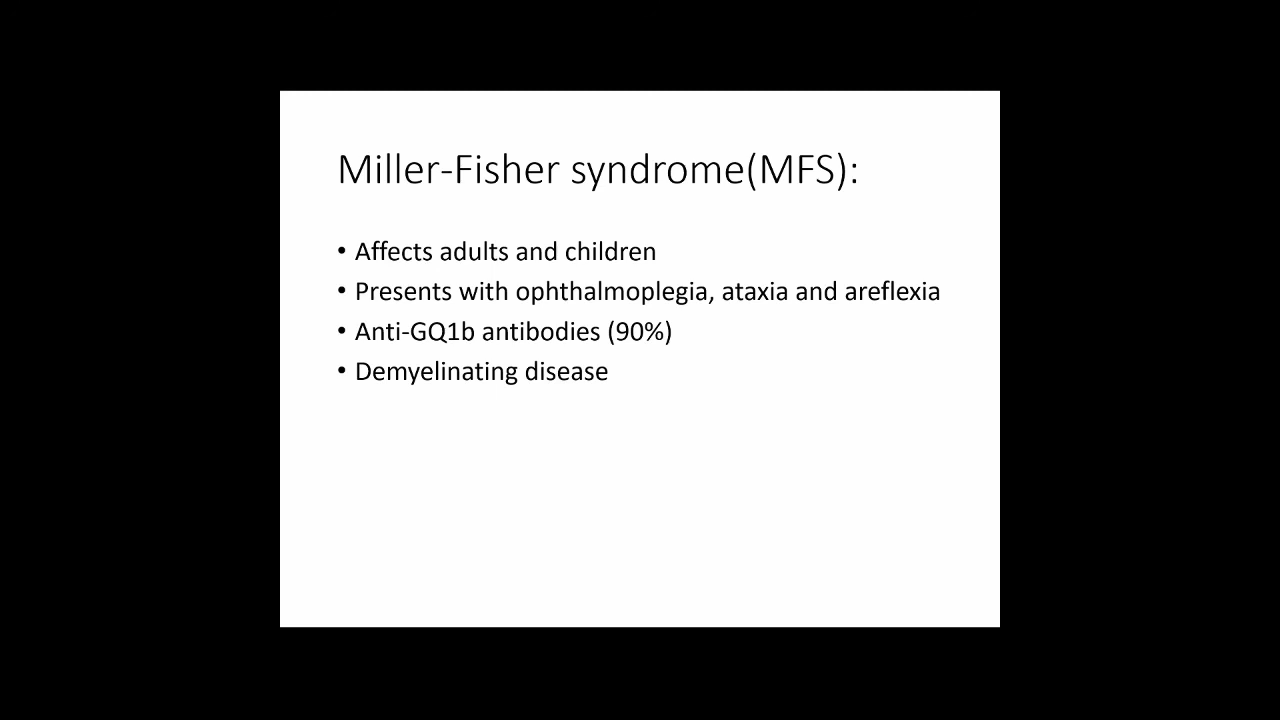 Miller-Fisher syndrome(MFS):
• Affects adults and children
• Presents with ophthalmoplegia, ataxia and areflexia
• Anti-GQ1b antibodies (90%)
• Demyelinating disease